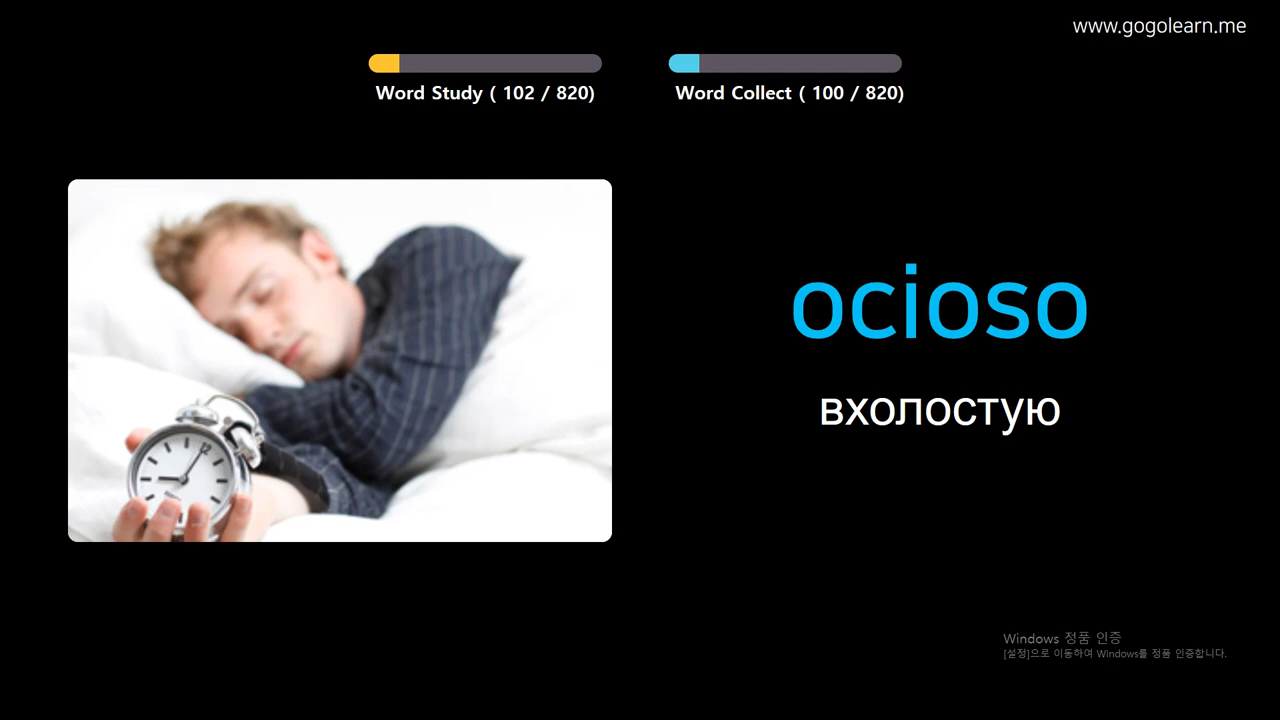 www.gogolearn.me
Word Study ( 102 / 820)
Word Collect ( 100 / 820)
ocioso
вхолостую
12
Windows 정품 인증
[설정]으로 이동하여 Windows를 정품 인증합니다.